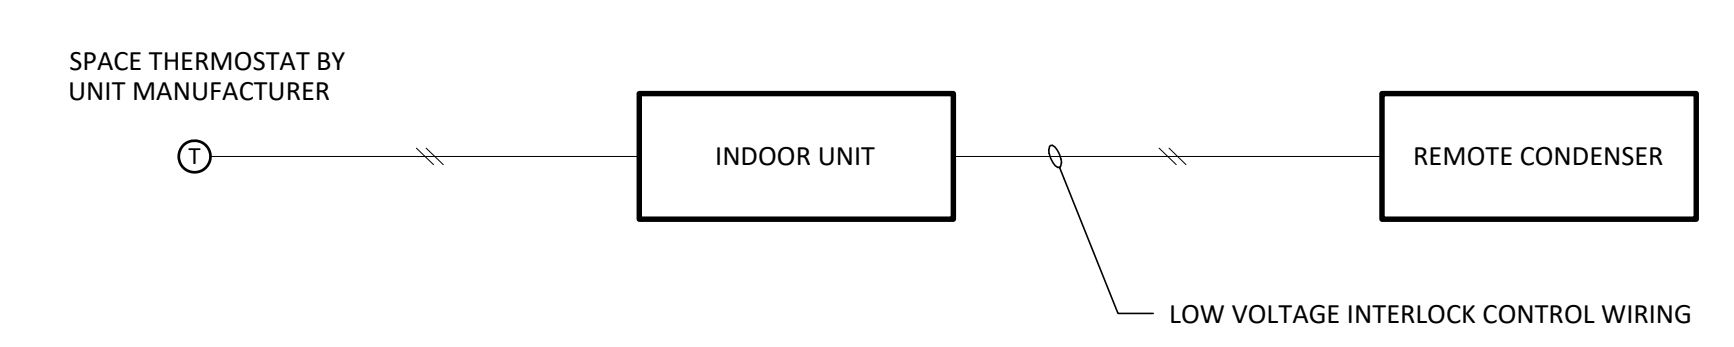 SPACE THERMOSTAT BY
UNIT MANUFACTURER
T
INDOOR UNIT
REMOTE CONDENSER
LOW VOLTAGE INTERLOCK CONTROL WIRING